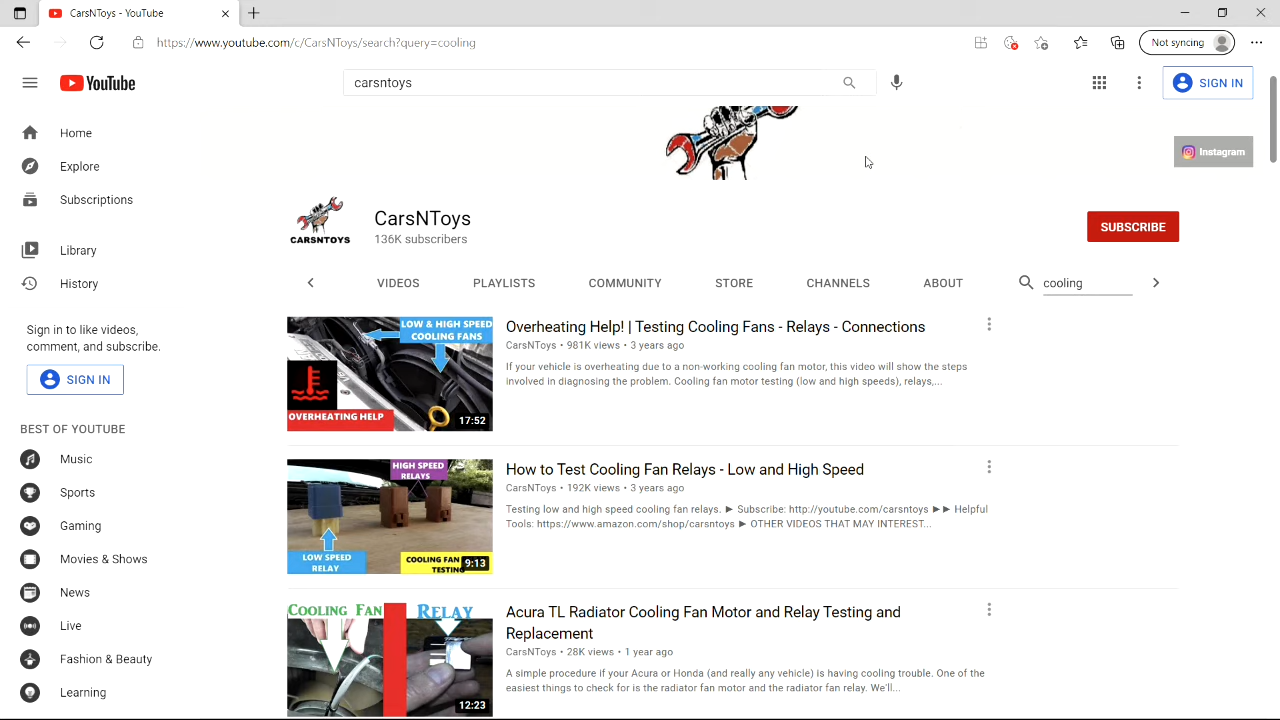 CarsNToys - YouTube
https://www.youtube.com/c/CarsNToys/search?query=cooling
Not syncing
YouTube
carsntoys
SIGN IN
Home
Explore
Subscriptions
Library
History
Sign in to like videos,
comment, and subscribe.
SIGN IN
BEST OF YOUTUBE
Music
Sports
Gaming
Movies & Shows
News
Live
Fashion & Beauty
Learning
Instagram
CARSNTOYS
CarsNToys
136K subscribers
SUBSCRIBE
VIDEOS
PLAYLISTS
COMMUNITY
STORE
CHANNELS
ABOUT
cooling
LOW & HIGH SPEED
COOLING FANS
OVERHEATING HELP
17:52
Overheating Help! | Testing Cooling Fans - Relays - Connections
CarsNToys • 981K views • 3 years ago
If your vehicle is overheating due to a non-working cooling fan motor, this video will show the steps
involved in diagnosing the problem. Cooling fan motor testing (low and high speeds), relays,...
HIGH SPEED
RELAYS
LOW SPEED
RELAY
COOLING FAN
TESTING
9:13
How to Test Cooling Fan Relays - Low and High Speed
CarsNToys • 192K views • 3 years ago
Testing low and high speed cooling fan relays. ► Subscribe: http://youtube.com/carsntoys ►► Helpful
Tools: https://www.amazon.com/shop/carsntoys ► OTHER VIDEOS THAT MAY INTEREST...
COOLING FAN
RELAY
12:23
Acura TL Radiator Cooling Fan Motor and Relay Testing and
Replacement
CarsNToys • 28K views • 1 year ago
A simple procedure if your Acura or Honda (and really any vehicle) is having cooling trouble. One of the
easiest things to check for is the radiator fan motor and the radiator fan relay. We'll...